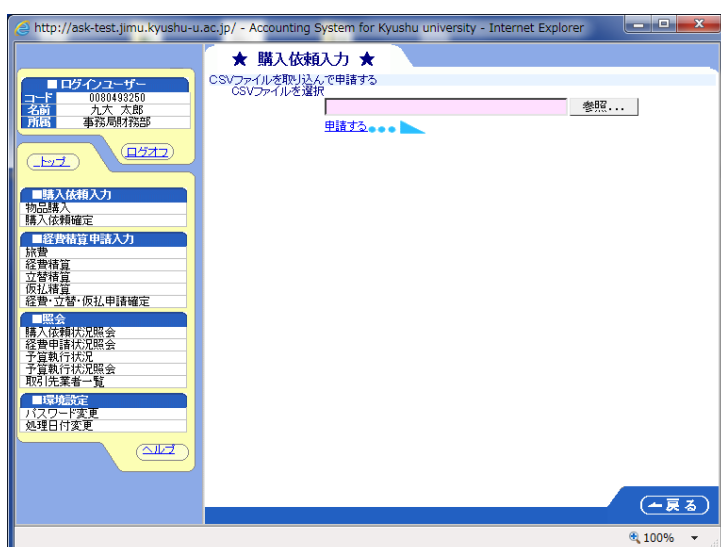 http://ask-test.jimu.kyushu-u.ac.jp/ - Accounting System for Kyushu university - Internet Explorer
★ 購入依頼入力 ★
CSVファイルを取り込んで申請する
CSVファイルを選択
参照...
申請する
■ログインユーザー
コード 0080493250
名前 九大 太郎
所属 事務局財務部
トップ
ログオフ
■購入依頼入力
物品購入
購入依頼確定
■経費精算申請入力
旅費
経費精算
立替精算
仮払精算
経費・立替・仮払申請確定
■照会
購入依頼状況照会
経費申請状況照会
予算執行状況
予算執行状況照会
取引先業者一覧
■環境設定
パスワード変更
処理日付変更
ヘルプ
戻る
100%